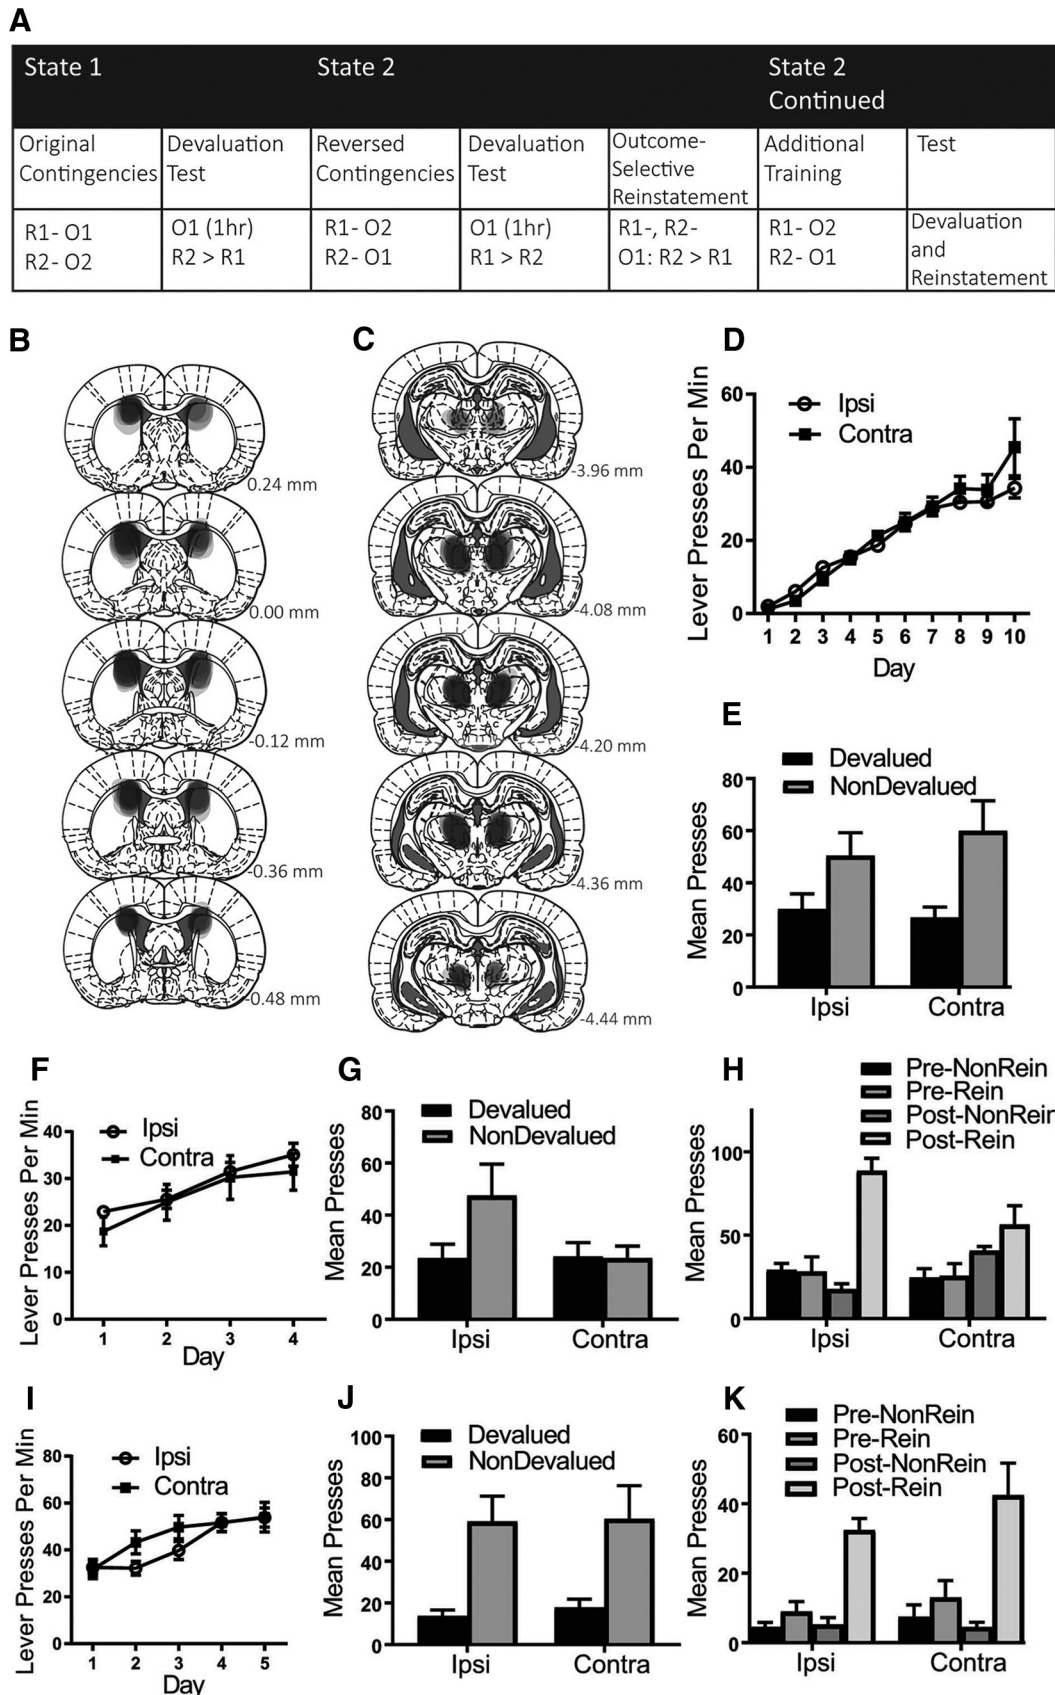 A
State 1
State 2
State 2
Continued
Original
Contingencies
Devaluation
Test
Reversed
Contingencies
Devaluation
Test
Outcome-
Selective
Reinstatement
Additional
Training
Test
R1- O1
R2- O2
O1 (1hr)
R2 > R1
R1- O2
R2- O1
O1 (1hr)
R1 > R2
R1-, R2-
O1: R2 > R1
R1- O2
R2- O1
Devaluation
and
Reinstatement
B
0.24 mm
0.00 mm
-0.12 mm
-0.36 mm
-0.48 mm
C
-3.96 mm
-4.08 mm
-4.20 mm
-4.36 mm
-4.44 mm
D
Lever Presses Per Min
60
40
20
0
Ipsi
Contra
1 2 3 4 5 6 7 8 9 10
Day
E
Devalued
NonDevalued
Mean Presses
80
60
40
20
0
Ipsi Contra
F
Lever Presses Per Min
40
30
20
10
0
Ipsi
Contra
1 2 3 4
Day
G
Mean Presses
80
60
40
20
0
Devalued
NonDevalued
Ipsi Contra
H
Pre-NonRein
Pre-Rein
Post-NonRein
Post-Rein
Mean Presses
100
50
0
Ipsi Contra
I
Lever Presses Per Min
80
60
40
20
0
Ipsi
Contra
1 2 3 4 5
Day
J
Mean Presses
100
80
60
40
20
0
Devalued
NonDevalued
Ipsi Contra
K
Pre-NonRein
Pre-Rein
Post-NonRein
Post-Rein
Mean Presses
60
40
20
0
Ipsi Contra